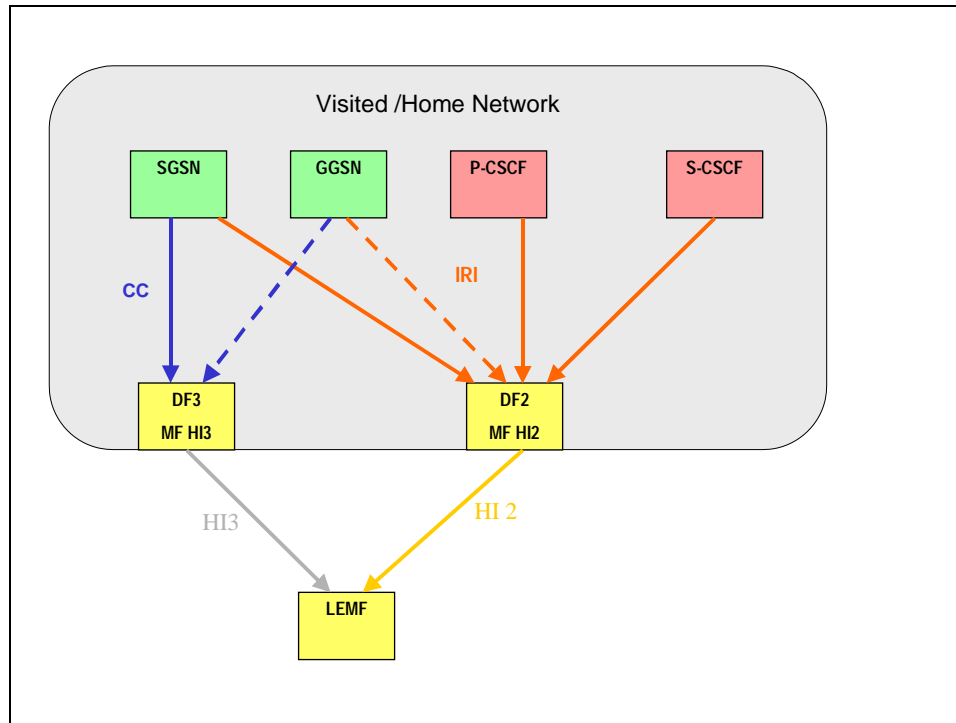 Visited /Home Network
SGSN
GGSN
P-CSCF
S-CSCF
CC
IRI
DF3
MF HI3
DF2
MF HI2
HI3
HI 2
LEMF